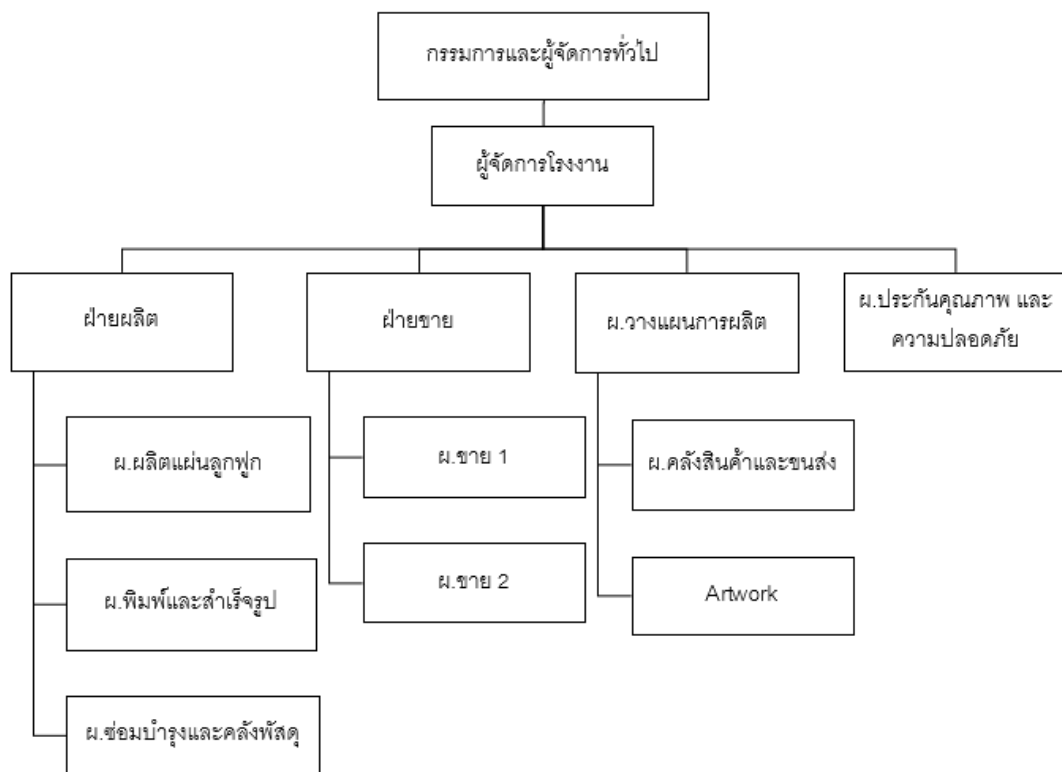 กรรมการและผู้จัดการทั่วไป
ผู้จัดการโรงงาน
ฝ่ายผลิต
ฝ่ายขาย
ผ.วางแผนการผลิต
ผ.ประกันคุณภาพ และ
ความปลอดภัย
ผ.ผลิตแผ่นลูกฟูก
ผ.ขาย 1
ผ.คลังสินค้าและขนส่ง
ผ.พิมพ์และสำเร็จรูป
ผ.ขาย 2
Artwork
ผ.ซ่อมบำรุงและคลังพัสดุ